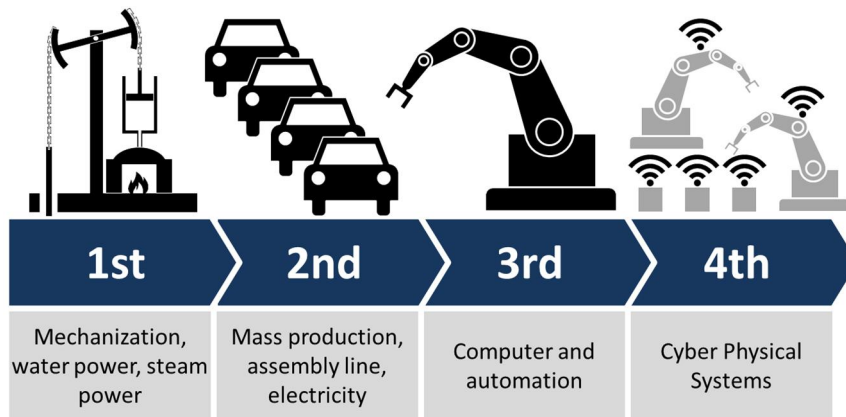 1st
2nd
3rd
4th
Mechanization,
water power, steam
power
Mass production,
assembly line,
electricity
Computer and
automation
Cyber Physical
Systems